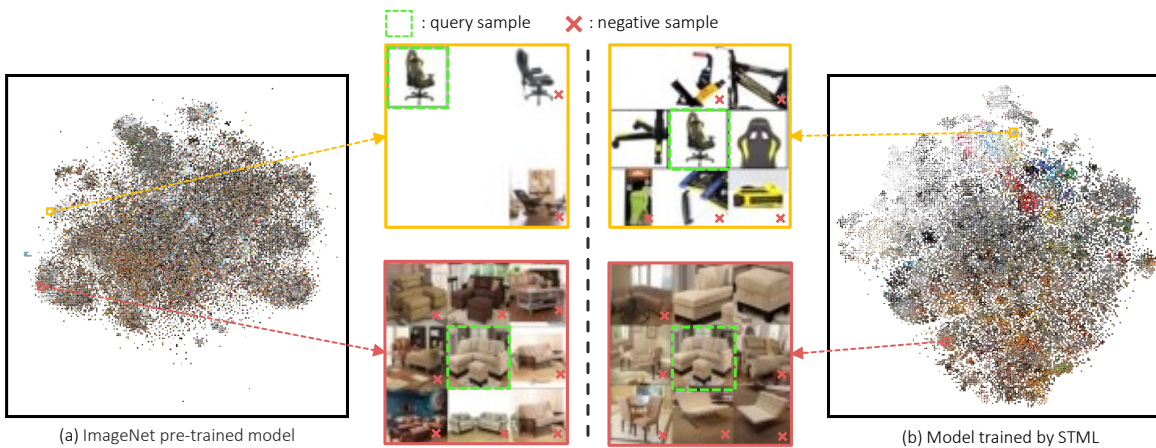 : query sample
: negative sample
(a) ImageNet pre-trained model
(b) Model trained by STML